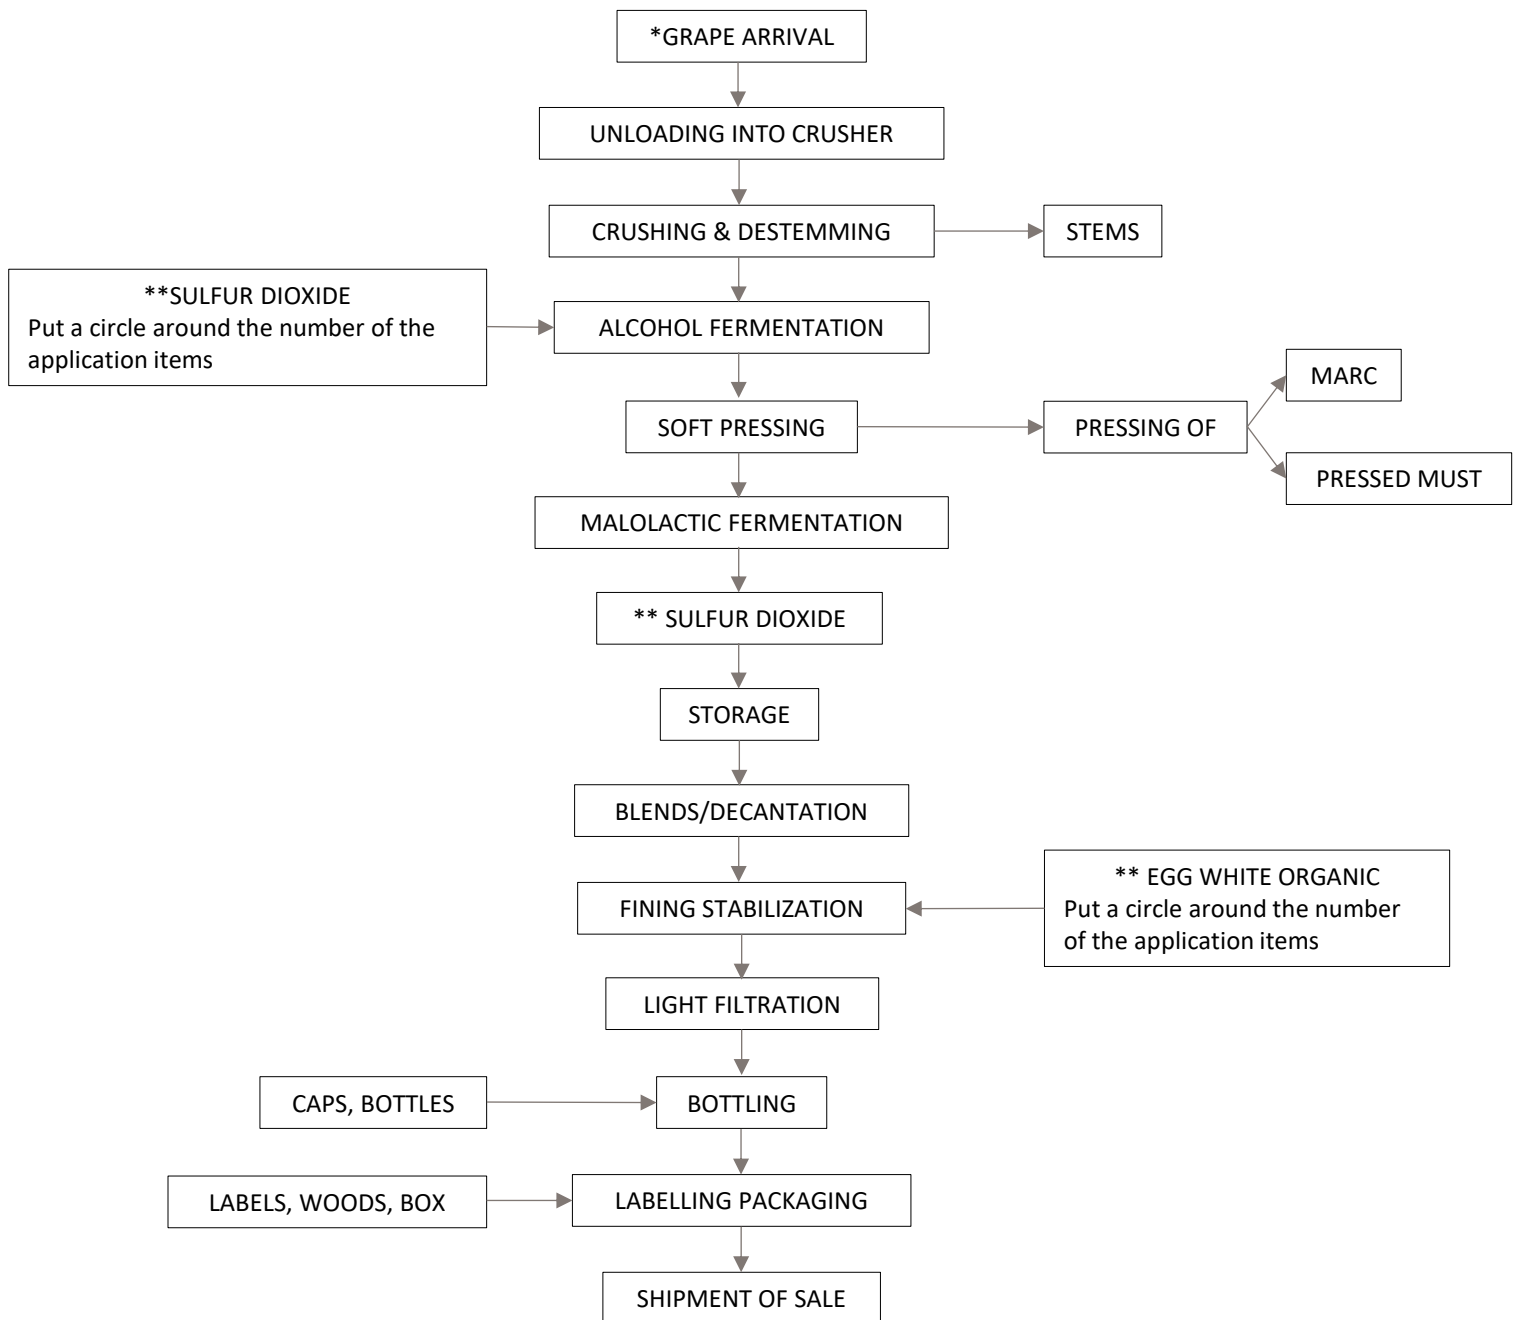 *GRAPE ARRIVAL
UNLOADING INTO CRUSHER
CRUSHING & DESTEMMING
STEMS
**SULFUR DIOXIDE
Put a circle around the number of the
application items
ALCOHOL FERMENTATION
MARC
SOFT PRESSING
PRESSING OF
PRESSED MUST
MALOLACTIC FERMENTATION
** SULFUR DIOXIDE
STORAGE
BLENDS/DECANTATION
FINING STABILIZATION
** EGG WHITE ORGANIC
Put a circle around the number
of the application items
LIGHT FILTRATION
CAPS, BOTTLES
BOTTLING
LABELS, WOODS, BOX
LABELLING PACKAGING
SHIPMENT OF SALE